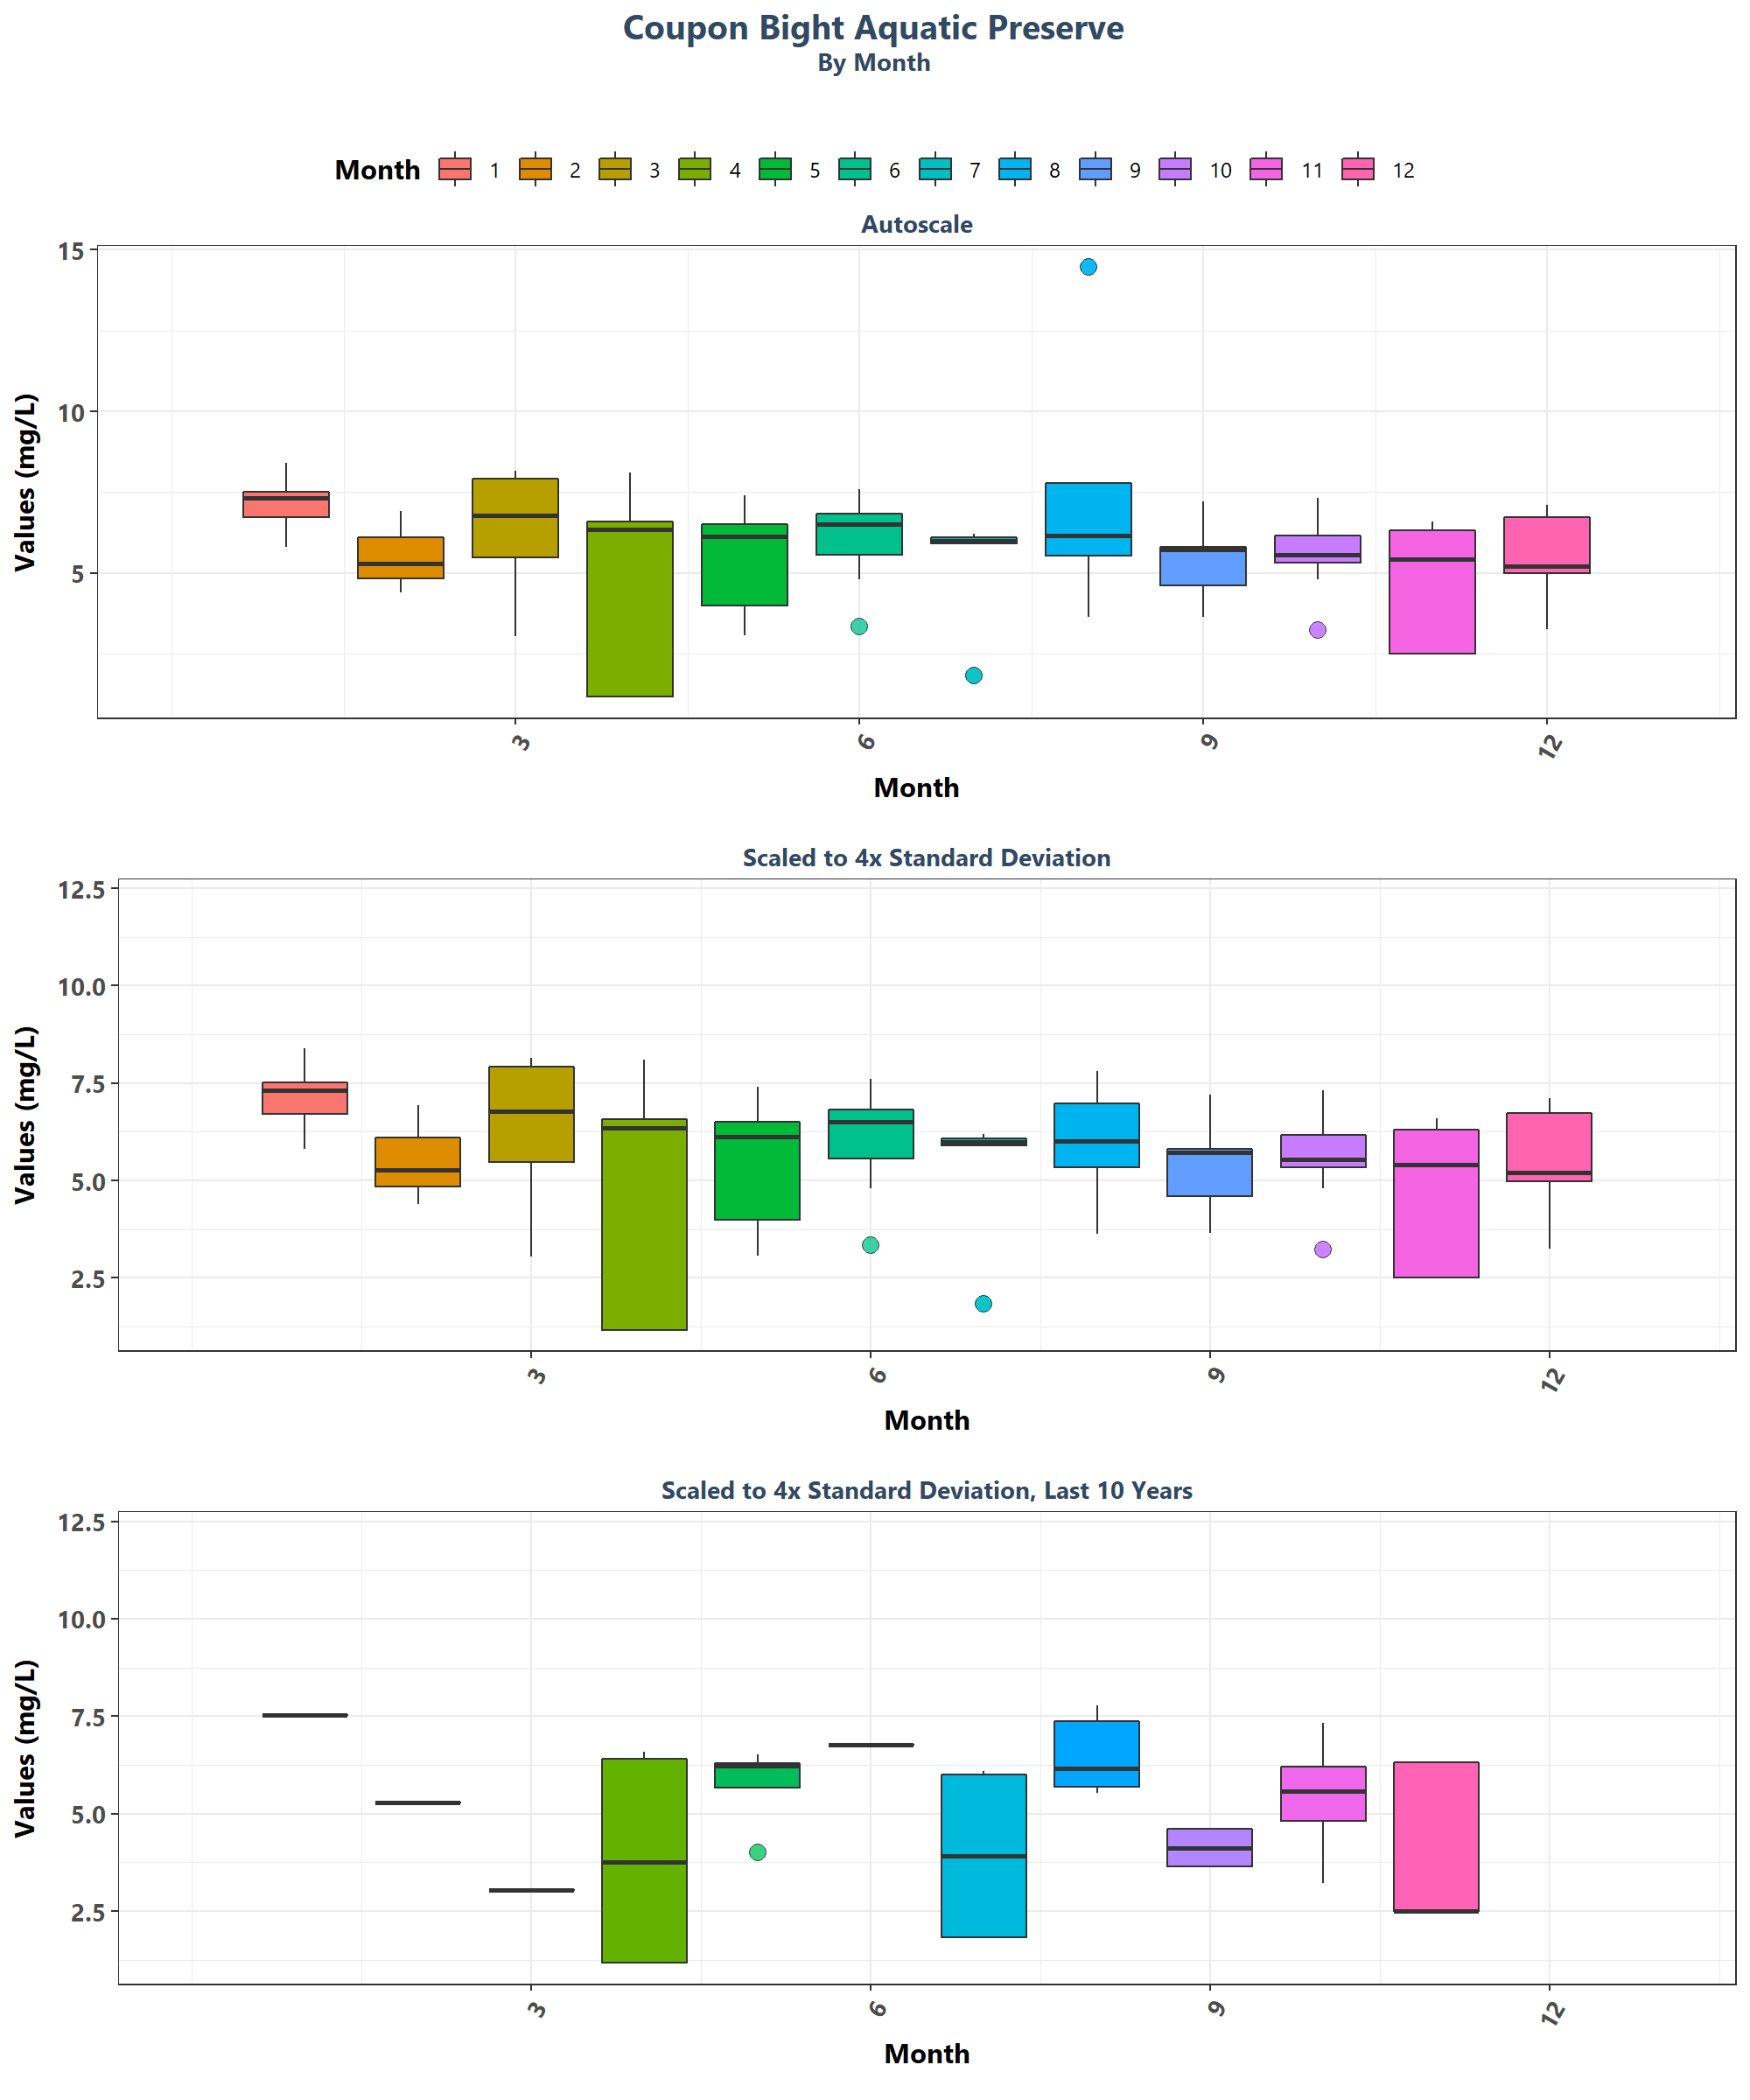 Coupon Bight Aquatic Preserve
By Month
Month 1 2 3 4 5 6 7 8 9 10 11 12
Autoscale
Values (mg/L)
15
10
5
3 6 9 12
Month
Scaled to 4x Standard Deviation
Values (mg/L)
12.5
10.0
7.5
5.0
2.5
3 6 9 12
Month
Scaled to 4x Standard Deviation, Last 10 Years
Values (mg/L)
12.5
10.0
7.5
5.0
2.5
3 6 9 12
Month